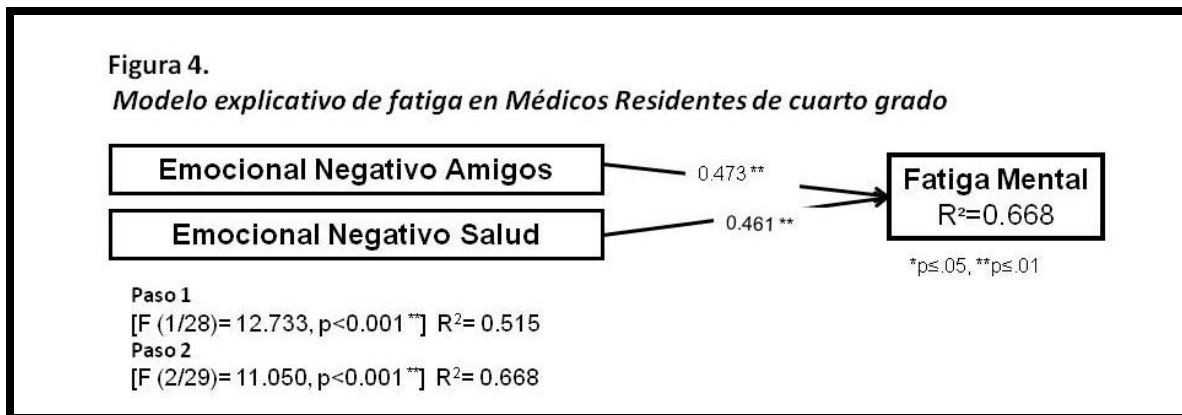 Figura 4.
Modelo explicativo de fatiga en Médicos Residentes de cuarto grado
Emocional Negativo Amigos
0.473 **
Emocional Negativo Salud
0.461 **
Fatiga Mental
R²=0.668
*p≤.05, **p≤.01
Paso 1
[F (1/28)= 12.733, p<0.001 **] R²= 0.515
Paso 2
[F (2/29)= 11.050, p<0.001 **] R²= 0.668